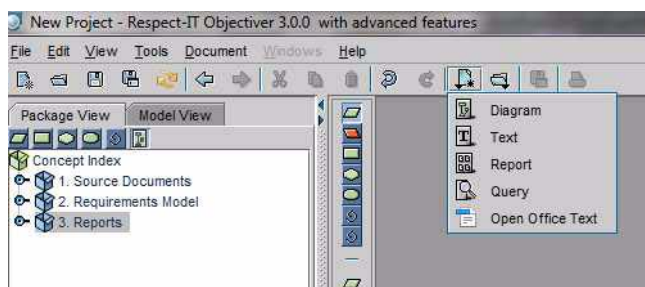 New Project - Respect-IT Objectiver 3.0.0 with advanced features
File Edit View Tools Document Windows Help
Package View Model View
Concept Index
1. Source Documents
2. Requirements Model
3. Reports
Diagram
Text
Report
Query
Open Office Text